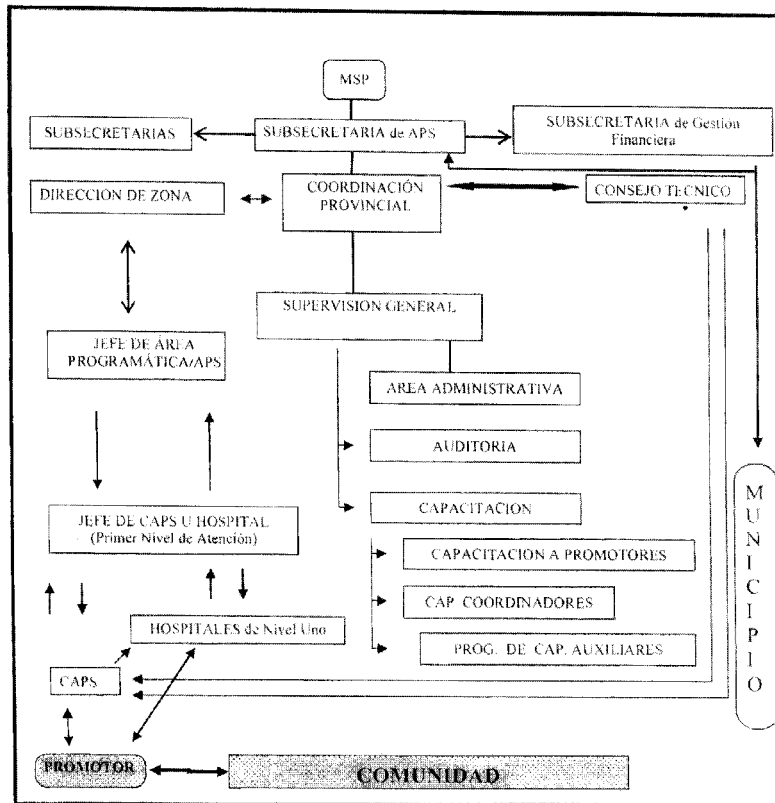 MSP
SUBSECRETARIAS
SUBSECRETARIA de APS
SUBSECRETARIA de Gestión
Financiera
DIRECCION DE ZONA
COORDINACIÓN
PROVINCIAL
CONSEJO TECNICO
SUPERVISION GENERAL
JEFE DE ÁREA
PROGRAMÁTICA/APS
AREA ADMINISTRATIVA
AUDITORIA
CAPACITACION
JEFE DE CAPS U HOSPITAL
(Primer Nivel de Atención)
CAPACITACION A PROMOTORES
CAP. COORDINADORES
HOSPITALES de Nivel Uno
PROG. DE CAP. AUXILIARES
CAPS
MUNICIPIO
PROMOTOR
COMUNIDAD